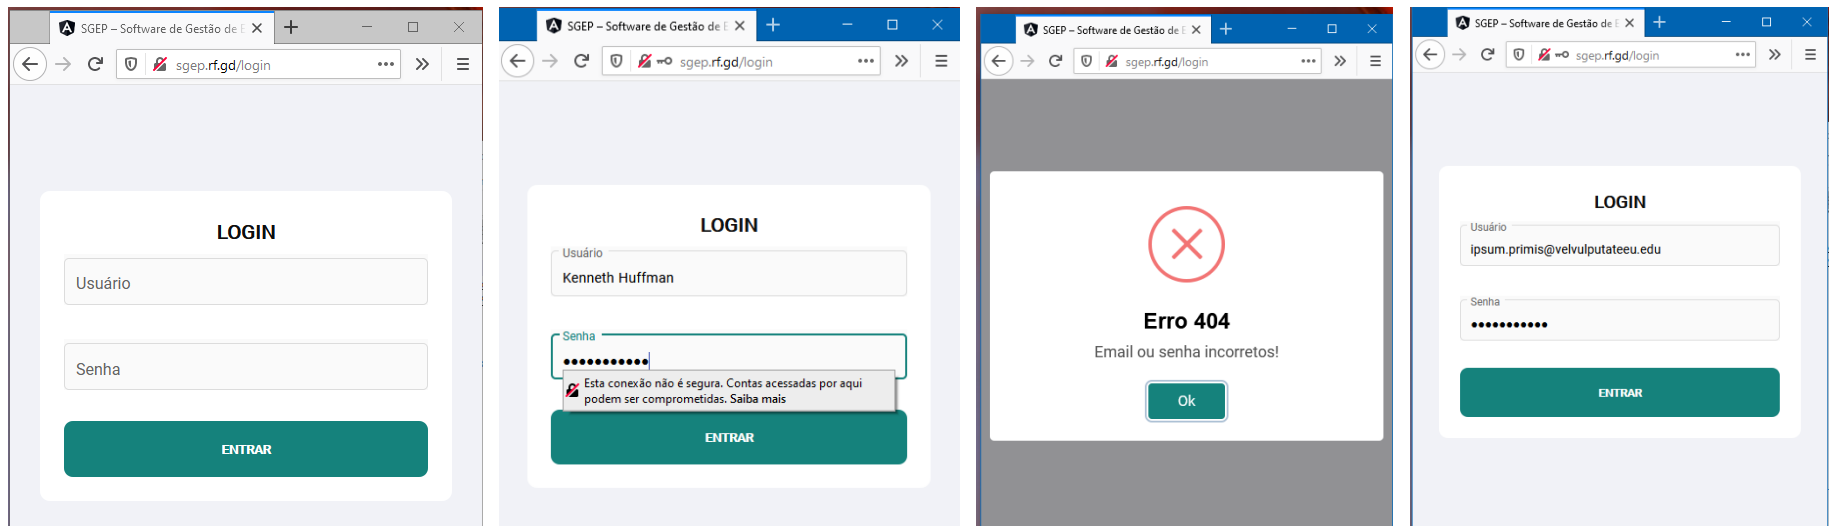 SGEP – Software de Gestão de E
sgep.rf.gd/login
LOGIN
Usuário
Senha
ENTRAR
SGEP – Software de Gestão de E
sgep.rf.gd/login
LOGIN
Usuário
Kenneth Huffman
Senha
•••••••••••
Esta conexão não é segura. Contas acessadas por aqui
podem ser comprometidas. Saiba mais
ENTRAR
SGEP – Software de Gestão de E
sgep.rf.gd/login
Erro 404
Email ou senha incorretos!
Ok
SGEP – Software de Gestão de E
sgep.rf.gd/login
LOGIN
Usuário
ipsum.primis@velvulputateeu.edu
Senha
•••••••••••
ENTRAR